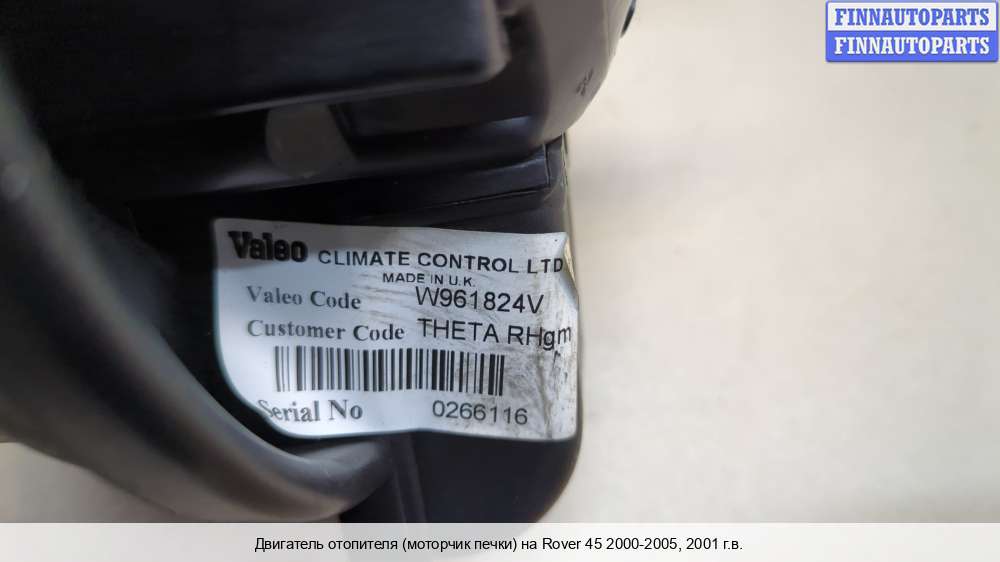 FINNAUTOPARTS
FINNAUTOPARTS
Valeo CLIMATE CONTROL LTD
MADE IN U.K.
Valeo Code W961824V
Customer Code THETA RHgm
Serial No 0266116
Двигатель отопителя (моторчик печки) на Rover 45 2000-2005, 2001 г.в.